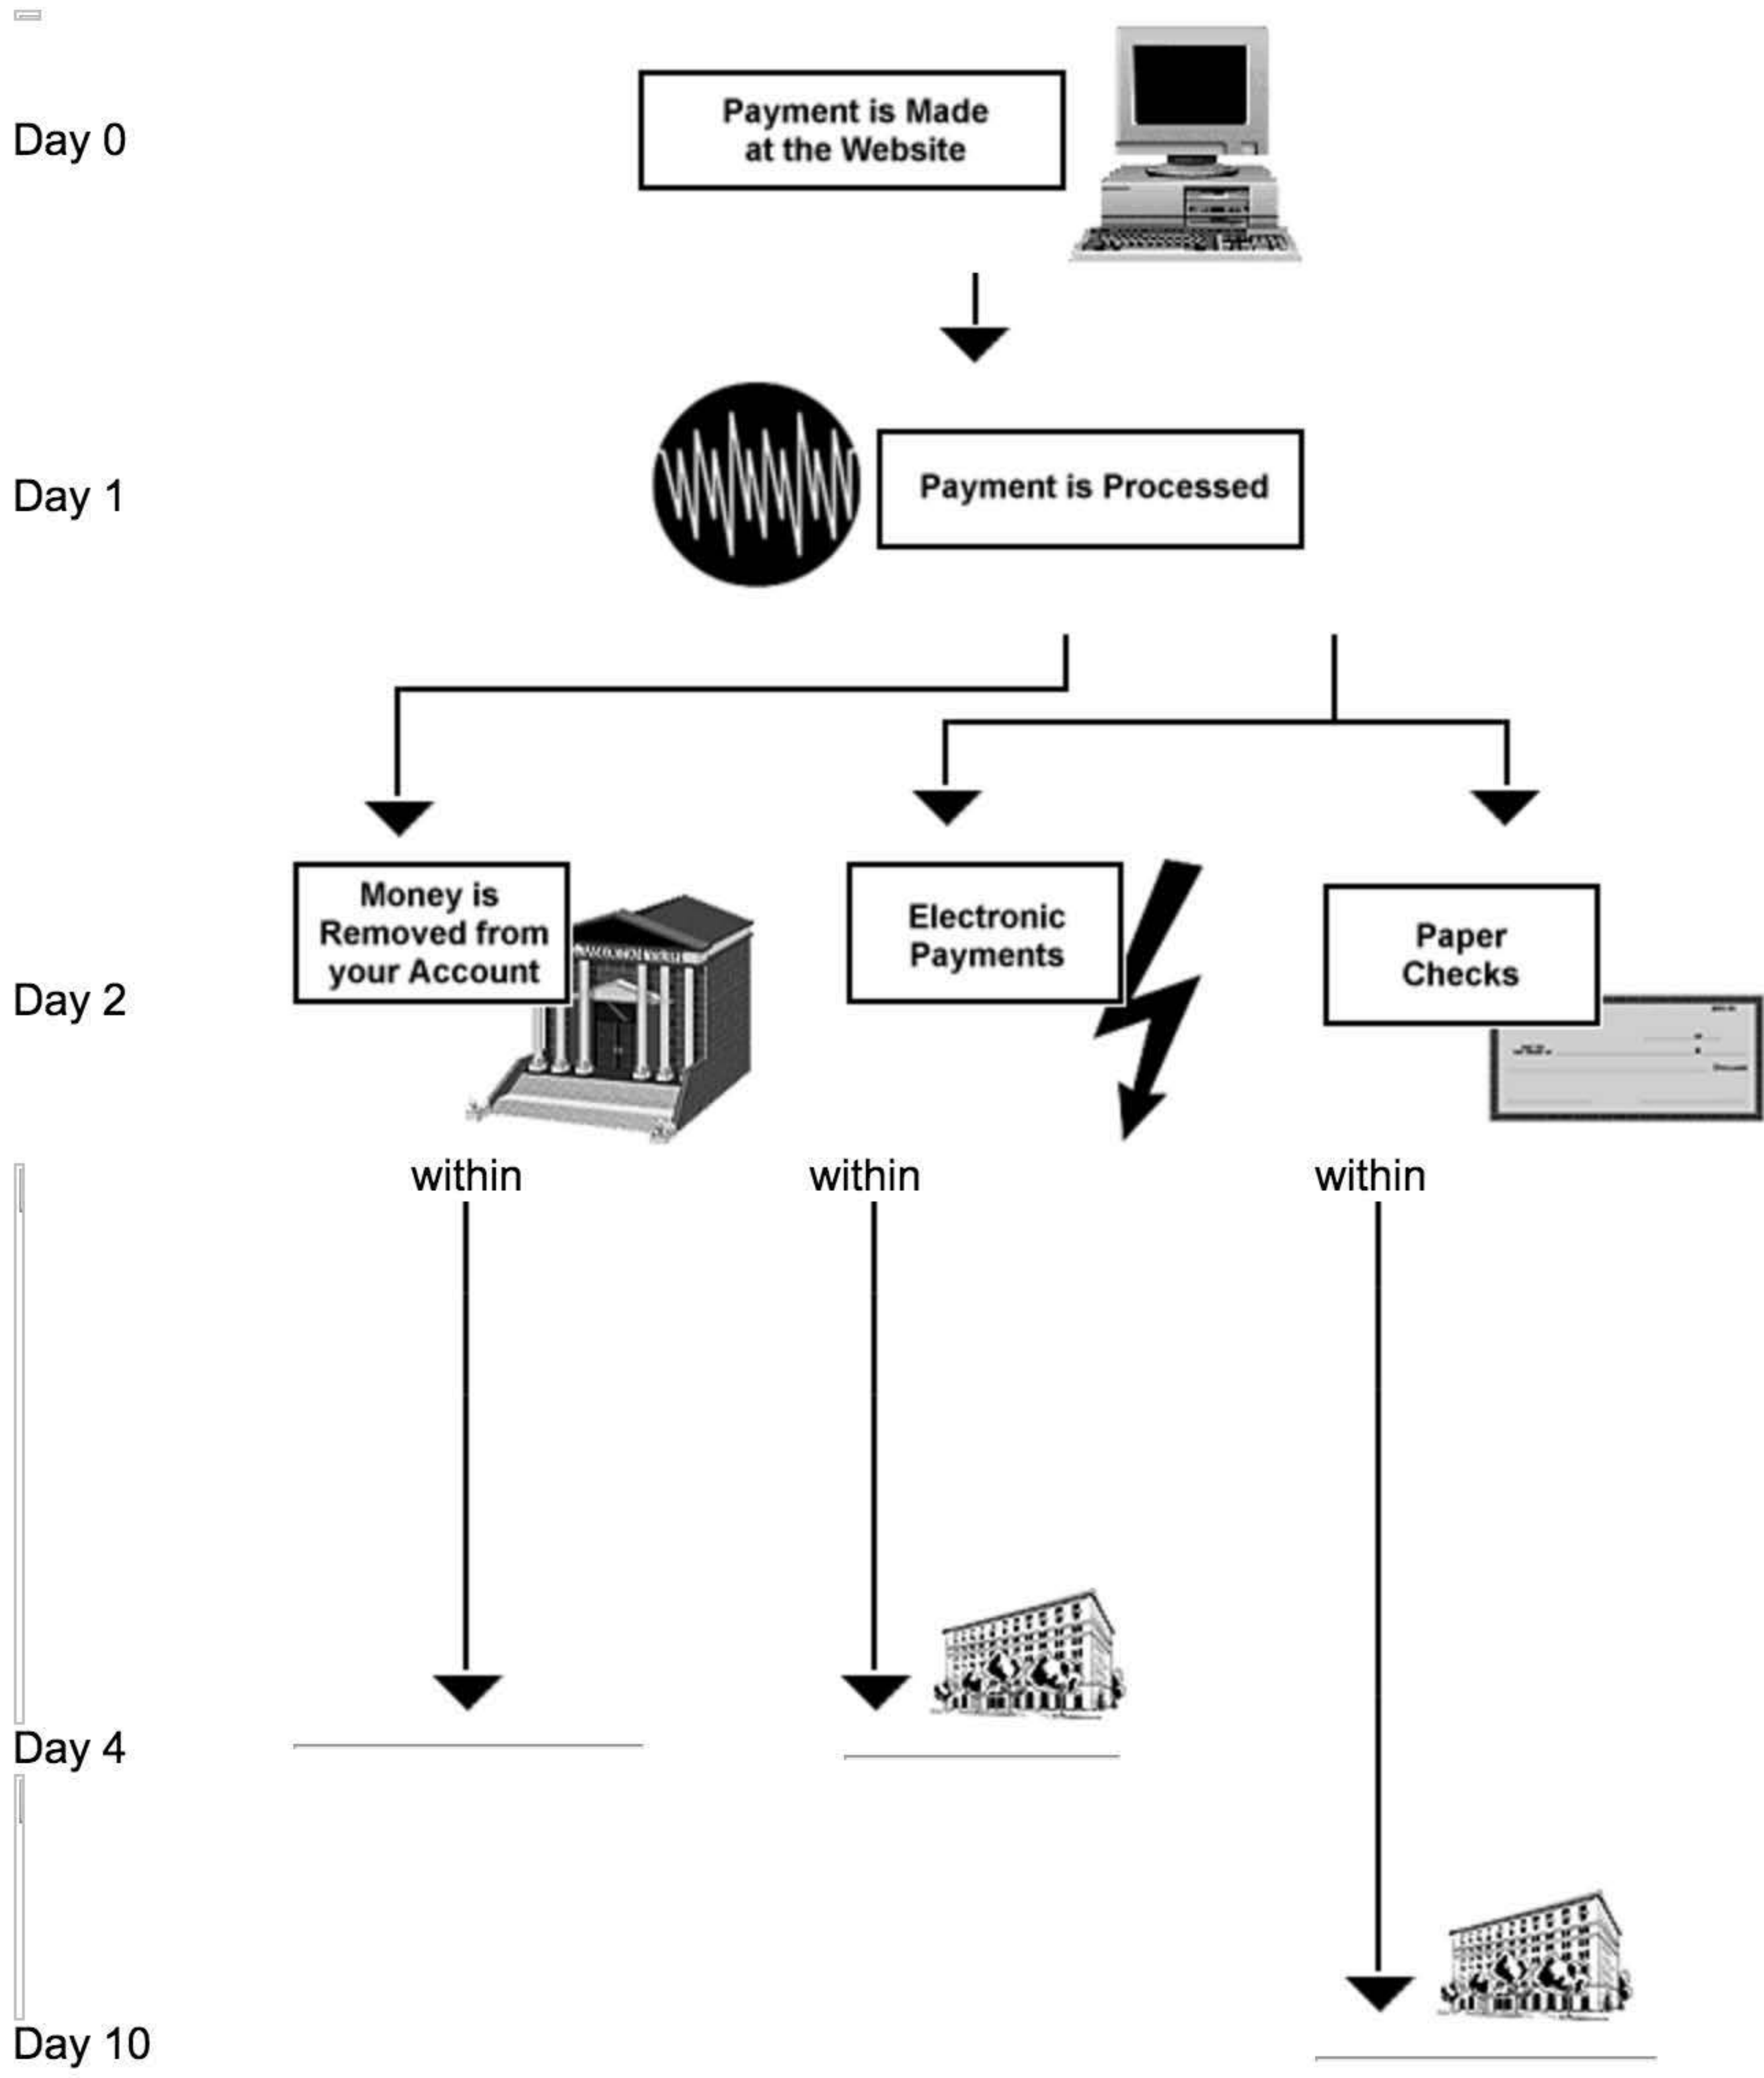 Day 0
Payment is Made
at the Website
Day 1
Payment is Processed
Day 2
Money is
Removed from
your Account
Electronic
Payments
Paper
Checks
within
within
within
Day 4
Day 10